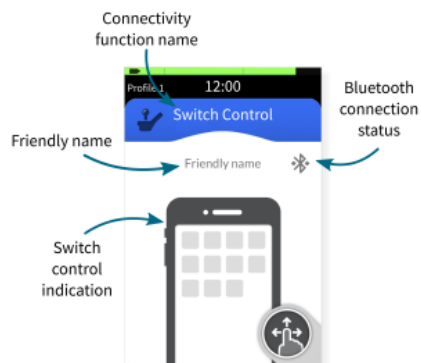 Connectivity
function name
Profile 1
12:00
Switch Control
Bluetooth
connection
status
Friendly name
Friendly name
Switch
control
indication